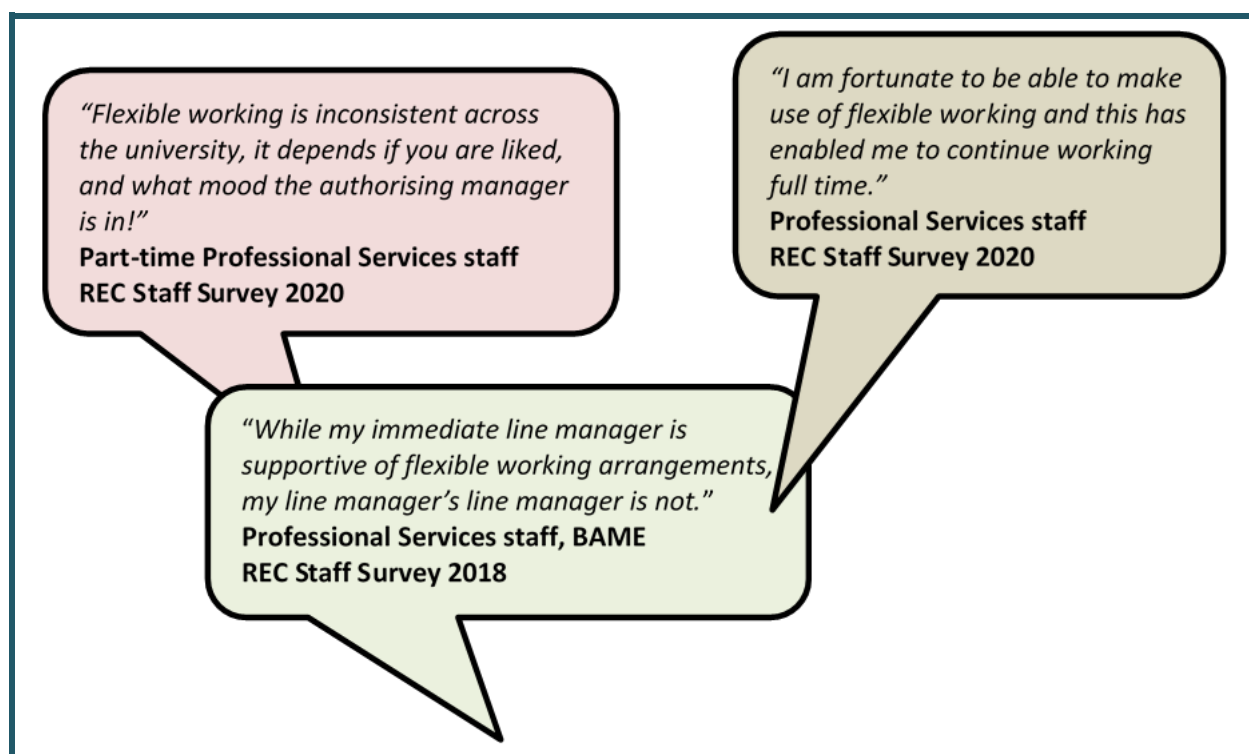 “Flexible working is inconsistent across
the university, it depends if you are liked,
and what mood the authorising manager
is in!”
Part-time Professional Services staff
REC Staff Survey 2020
“I am fortunate to be able to make
use of flexible working and this has
enabled me to continue working
full time.”
Professional Services staff
REC Staff Survey 2020
“While my immediate line manager is
supportive of flexible working arrangements,
my line manager’s line manager is not.”
Professional Services staff, BAME
REC Staff Survey 2018